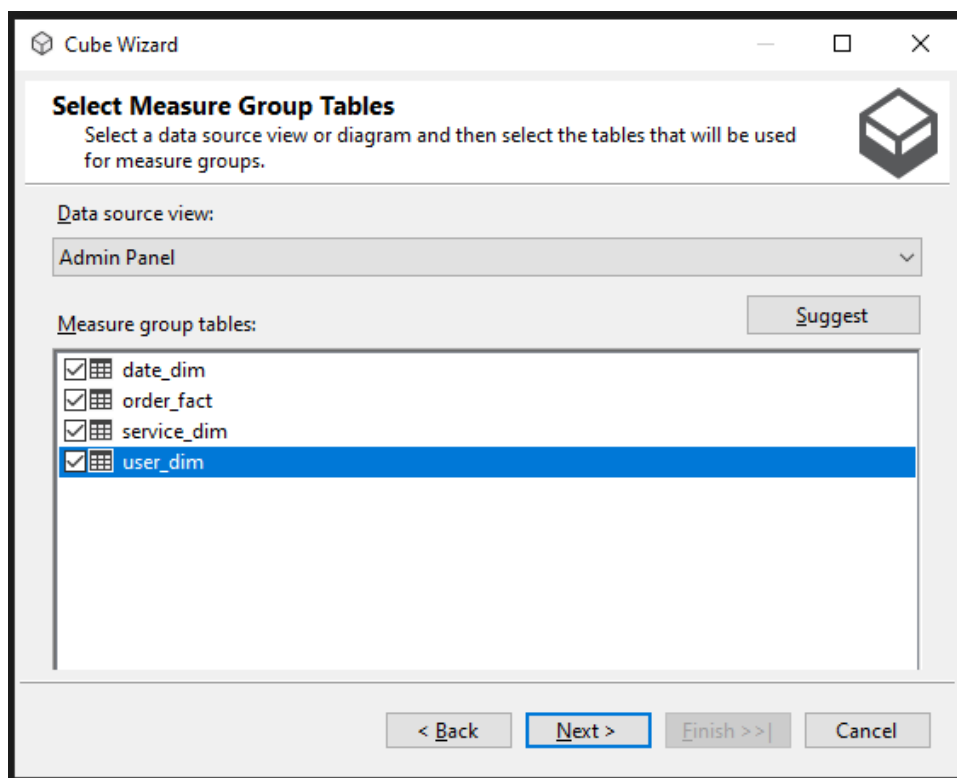 Cube Wizard
Select Measure Group Tables
Select a data source view or diagram and then select the tables that will be used
for measure groups.
Data source view:
Admin Panel
Suggest
Measure group tables:
date_dim
order_fact
service_dim
user_dim
< Back
Next >
Finish >>|
Cancel